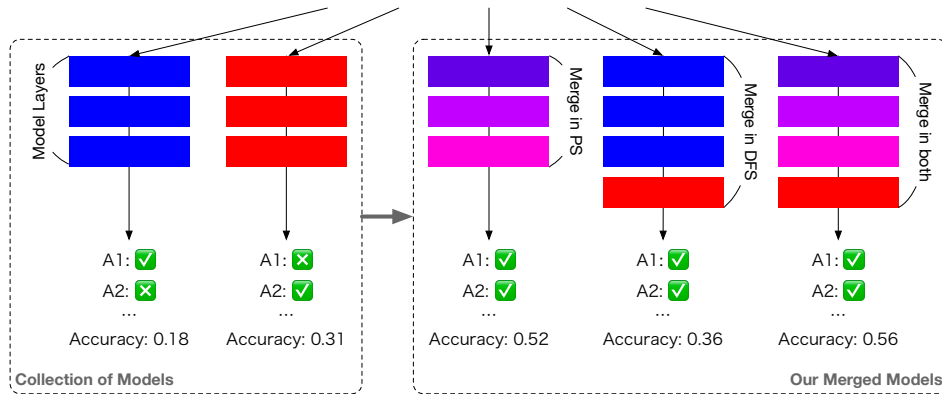 Model Layers
Merge in PS
Merge in DFS
Merge in both
A1: ✅
A2: ❎
...
Accuracy: 0.18
A1: ❎
A2: ✅
...
Accuracy: 0.31
A1: ✅
A2: ✅
...
Accuracy: 0.52
A1: ✅
A2: ✅
...
Accuracy: 0.36
A1: ✅
A2: ✅
...
Accuracy: 0.56
Collection of Models
Our Merged Models